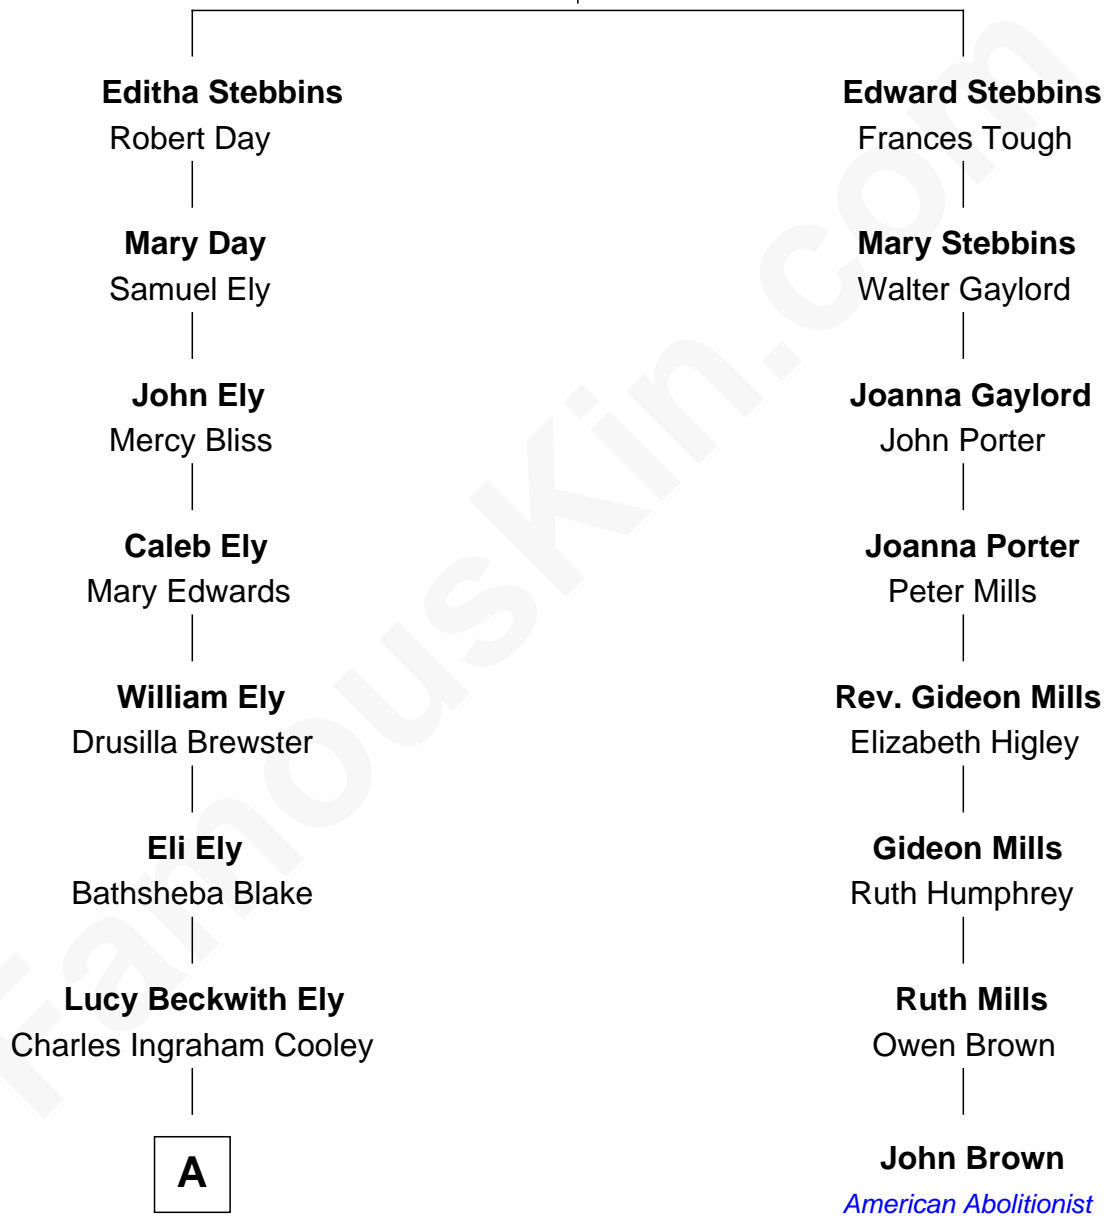 Editha Stebbins
Robert Day
Mary Day
Samuel Ely
John Ely
Mercy Bliss
Caleb Ely
Mary Edwards
William Ely
Drusilla Brewster
Eli Ely
Bathsheba Blake
Lucy Beckwith Ely
Charles Ingraham Cooley
A
Edward Stebbins
Frances Tough
Mary Stebbins
Walter Gaylord
Joanna Gaylord
John Porter
Joanna Porter
Peter Mills
Rev. Gideon Mills
Elizabeth Higley
Gideon Mills
Ruth Humphrey
Ruth Mills
Owen Brown
John Brown
American Abolitionist
FamousKin.com